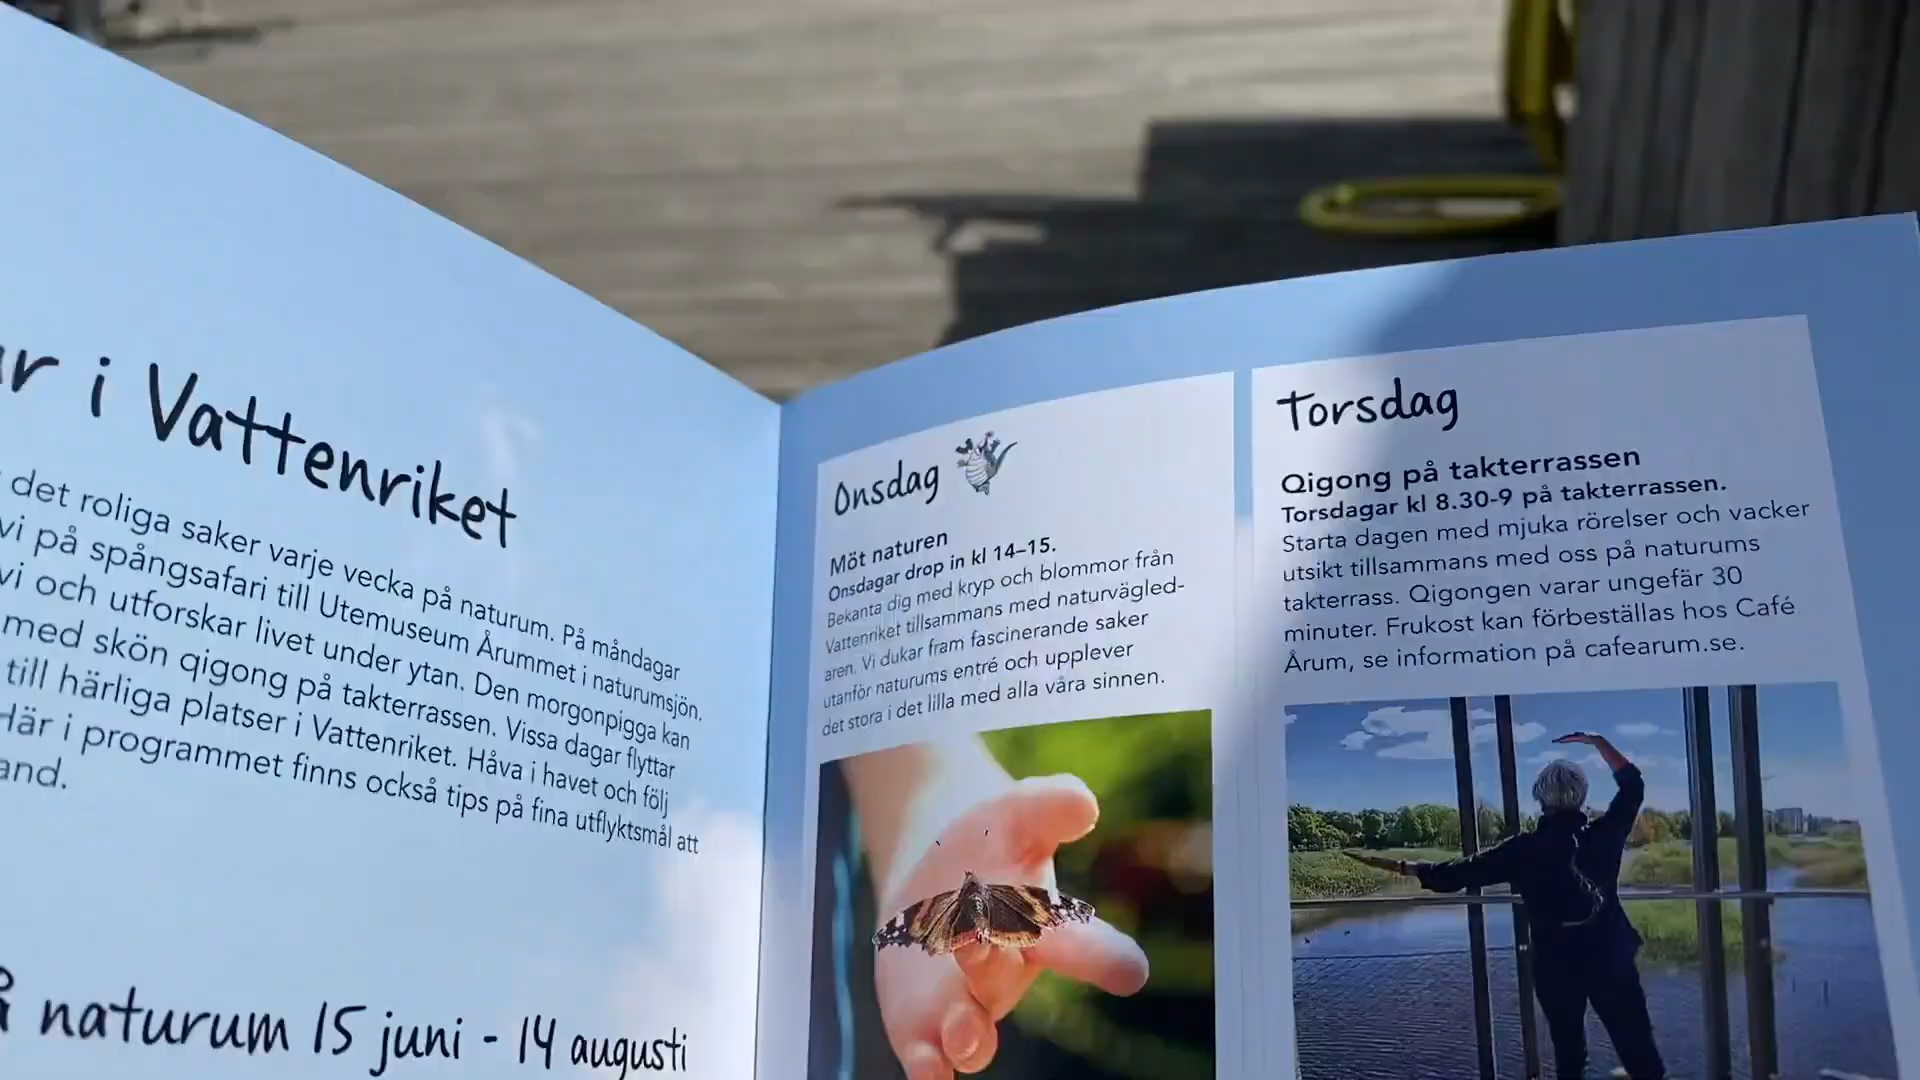 i Vattenriket
det roliga saker varje vecka på naturum. På måndagar
vi på spångsafari till Utemuseum Årummet i naturumsjön.
vi och utforskar livet under ytan. Den morgonpigga kan
med skön qigong på takterrassen. Vissa dagar flyttar
till härliga platser i Vattenriket. Håva i havet och följ
Här i programmet finns också tips på fina utflyktsmål att
naturum 15 juni - 14 augusti
Onsdag
Möt naturen
Onsdagar drop in kl 14–15.
Bekanta dig med kryp och blommor från
Vattenriket tillsammans med naturvägled-
aren. Vi dukar fram fascinerande saker
utanför naturums entré och upplever
det stora i det lilla med alla våra sinnen.
Torsdag
Qigong på takterrassen
Torsdagar kl 8.30-9 på takterrassen.
Starta dagen med mjuka rörelser och vacker
utsikt tillsammans med oss på naturums
takterrass. Qigongen varar ungefär 30
minuter. Frukost kan förbeställas hos Café
Årum, se information på cafearum.se.